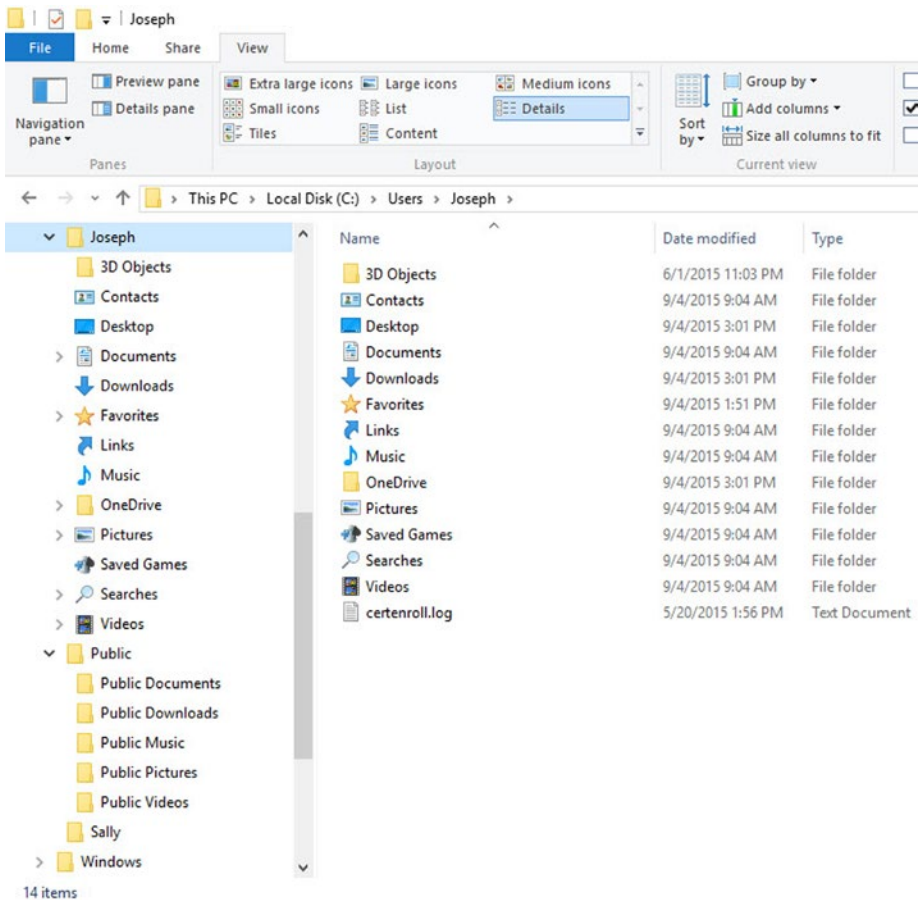 Joseph
File Home Share View
Preview pane Extra large icons Large icons Medium icons Group by
Details pane Small icons List Details Add columns
Navigation pane Tiles Content Sort by Size all columns to fit
Panes Layout Current view
This PC > Local Disk (C:) > Users > Joseph >
Joseph
3D Objects
Contacts
Desktop
Documents
Downloads
Favorites
Links
Music
OneDrive
Pictures
Saved Games
Searches
Videos
Public
Public Documents
Public Downloads
Public Music
Public Pictures
Public Videos
Sally
Windows
Name Date modified Type
3D Objects 6/1/2015 11:03 PM File folder
Contacts 9/4/2015 9:04 AM File folder
Desktop 9/4/2015 3:01 PM File folder
Documents 9/4/2015 9:04 AM File folder
Downloads 9/4/2015 3:01 PM File folder
Favorites 9/4/2015 1:51 PM File folder
Links 9/4/2015 9:04 AM File folder
Music 9/4/2015 9:04 AM File folder
OneDrive 9/4/2015 3:01 PM File folder
Pictures 9/4/2015 9:04 AM File folder
Saved Games 9/4/2015 9:04 AM File folder
Searches 9/4/2015 9:04 AM File folder
Videos 9/4/2015 9:04 AM File folder
certenroll.log 5/20/2015 1:56 PM Text Document
14 items